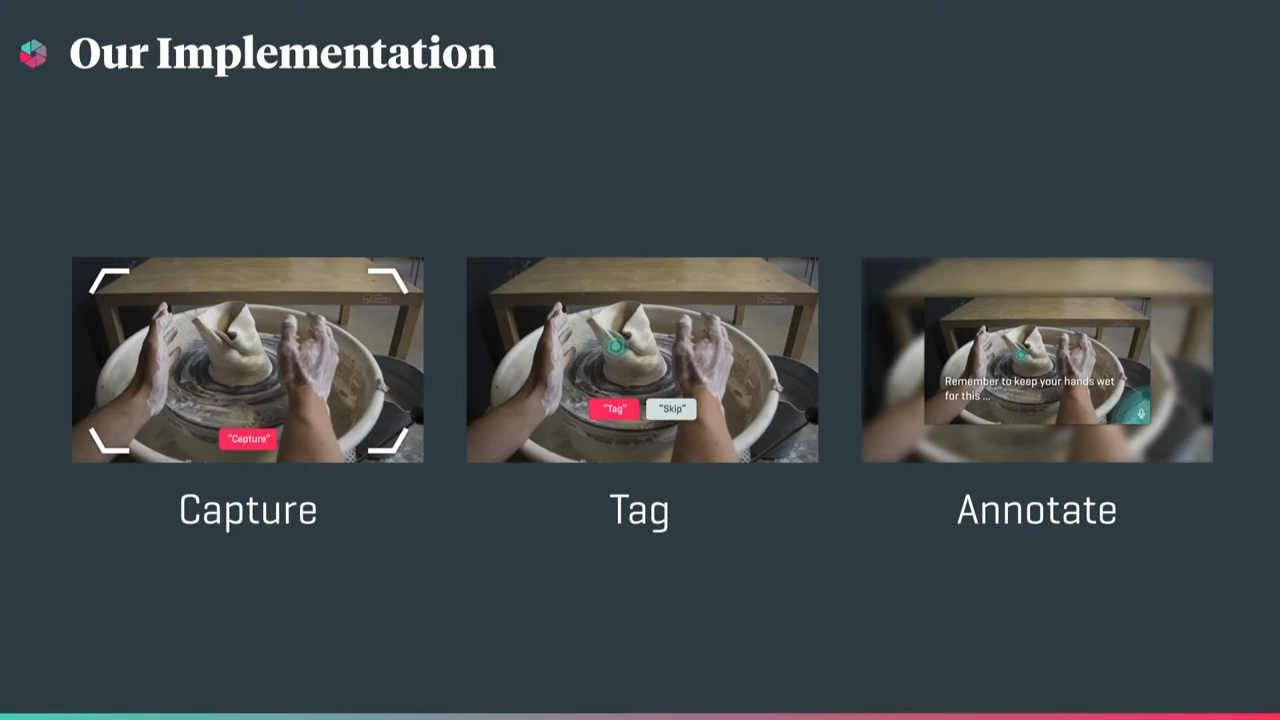 Our Implementation
"Capture"
"Tag" "Skip"
Remember to keep your hands wet
for this ...
Capture
Tag
Annotate